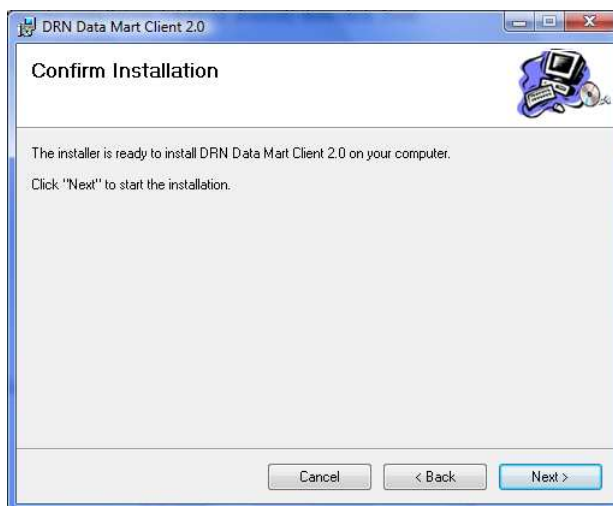 DRN Data Mart Client 2.0
Confirm Installation
The installer is ready to install DRN Data Mart Client 2.0 on your computer.
Click "Next" to start the installation.
Cancel
< Back
Next >